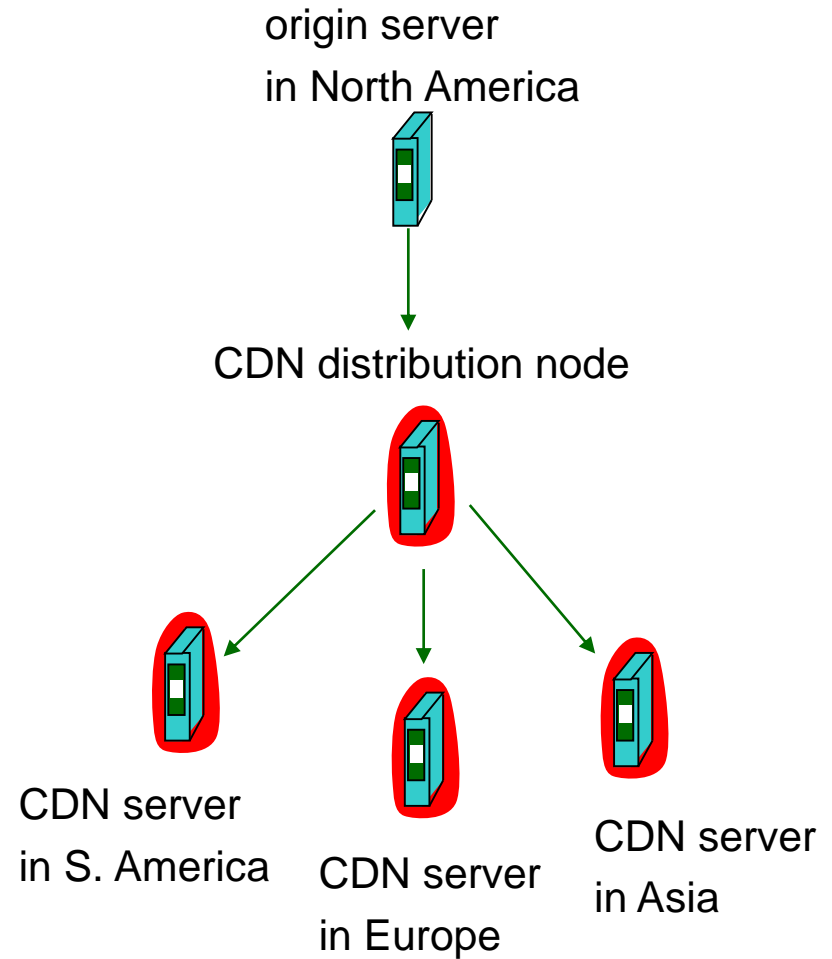 origin server
in North America
CDN distribution node
CDN server
in S. America
CDN server
in Europe
CDN server
in Asia